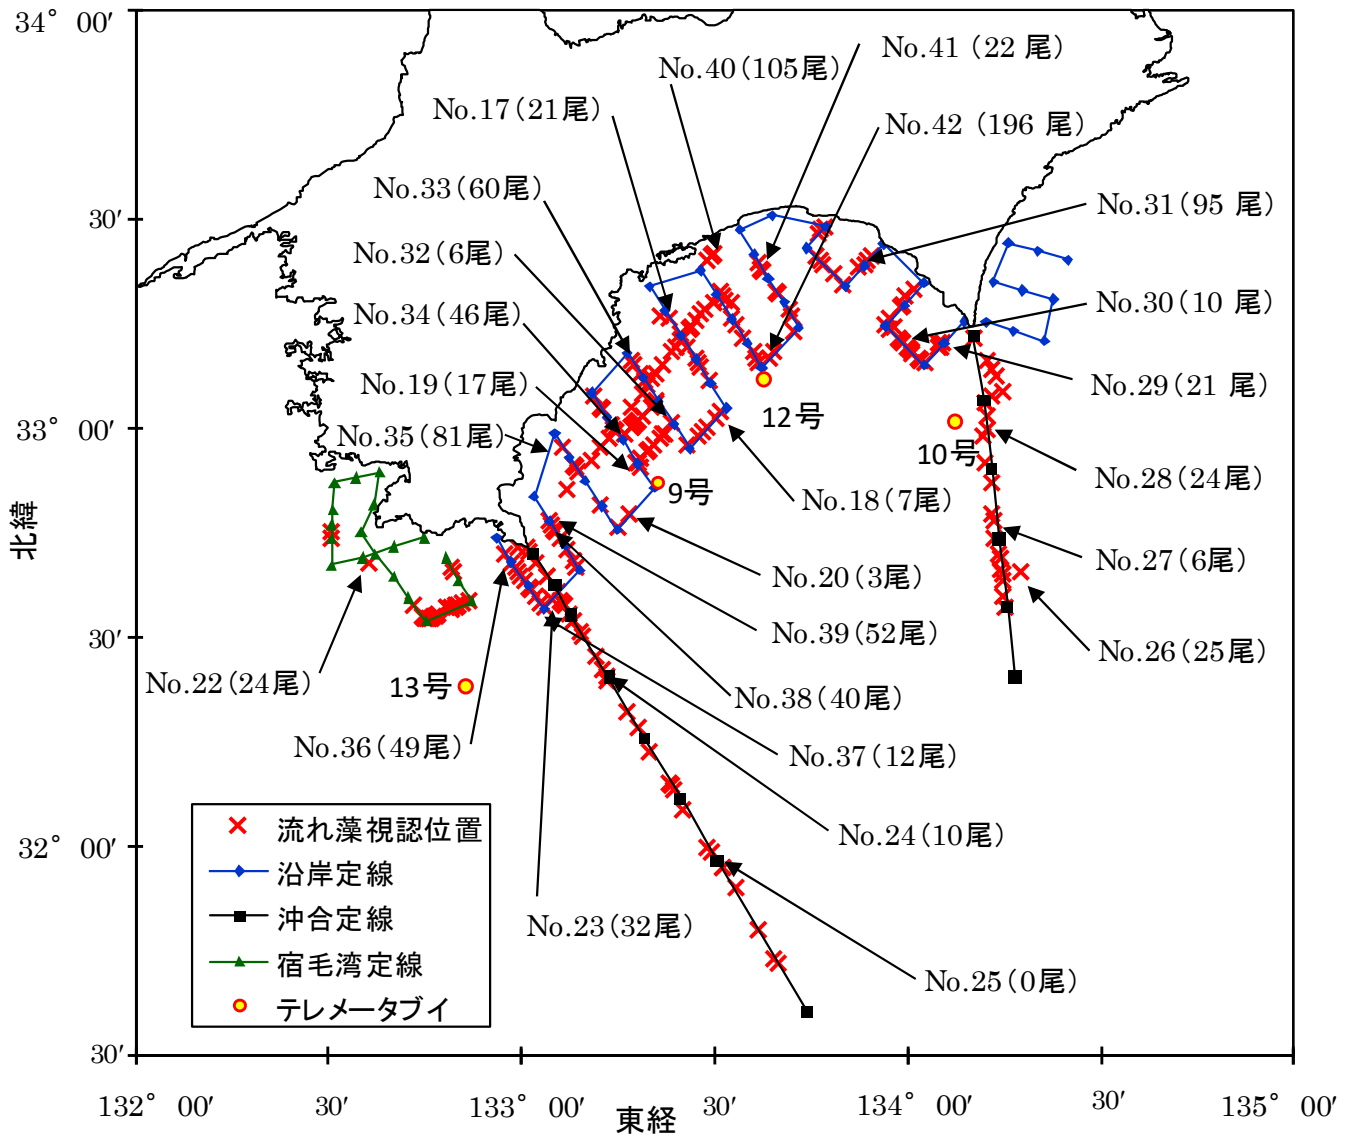 34° 00′
No.41 (22 尾)
No.40(105尾)
No.17(21尾)
No.42 (196 尾)
No.33(60尾)
No.31(95 尾)
30′
No.32(6尾)
No.30(10 尾)
No.34(46尾)
No.19(17尾)
No.29(21 尾)
12号
33° 00′
No.35(81尾)
10号
No.28(24尾)
9号
No.18(7尾)
北緯
No.27(6尾)
No.20(3尾)
No.39(52尾)
30′
No.26(25尾)
No.22(24尾)
13号
No.38(40尾)
No.36(49尾)
No.37(12尾)
流れ藻視認位置
No.24(10尾)
32° 00′
沿岸定線
沖合定線
No.23(32尾)
宿毛湾定線
No.25(0尾)
テレメータブイ
30′
132° 00′
30′
133° 00′
30′
134° 00′
30′
135° 00′
東経